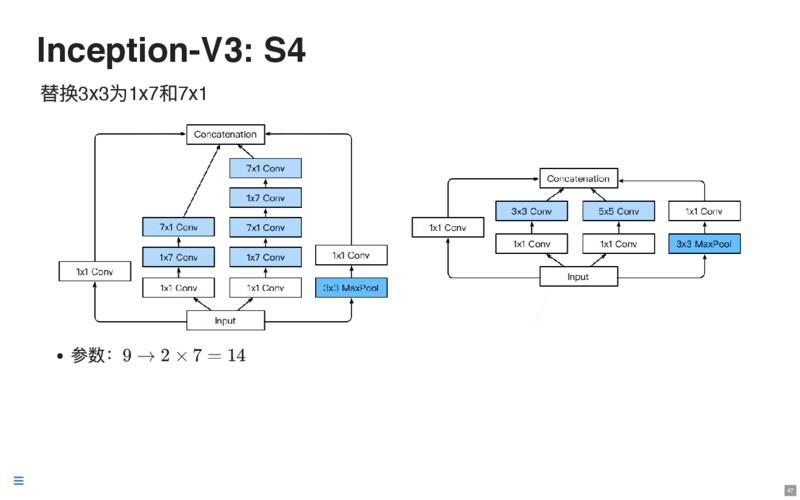 Inception-V3: S4
替换3x3为1x7和7x1
Concatenation
7x1 Conv
1x7 Conv
7x1 Conv
7x1 Conv
1x7 Conv
1x7 Conv
1x1 Conv
1x1 Conv
1x1 Conv
1x1 Conv
3x3 MaxPool
Input
Concatenation
3x3 Conv
5x5 Conv
1x1 Conv
1x1 Conv
1x1 Conv
1x1 Conv
3x3 MaxPool
Input
• 参数：9 → 2 × 7 = 14
47